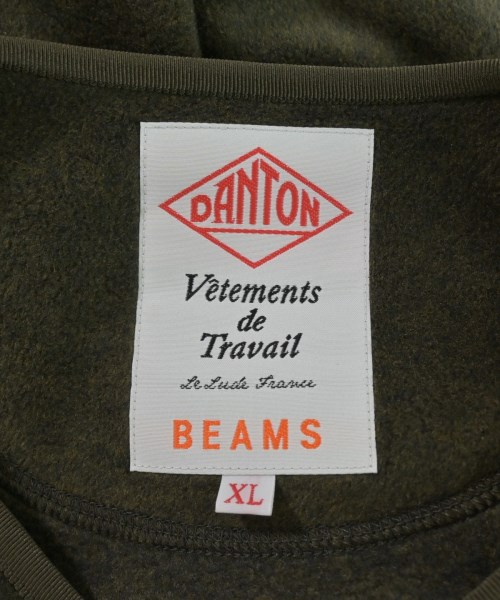 DANTON
Vêtements
de
Travail
Le Lude France
BEAMS
XL